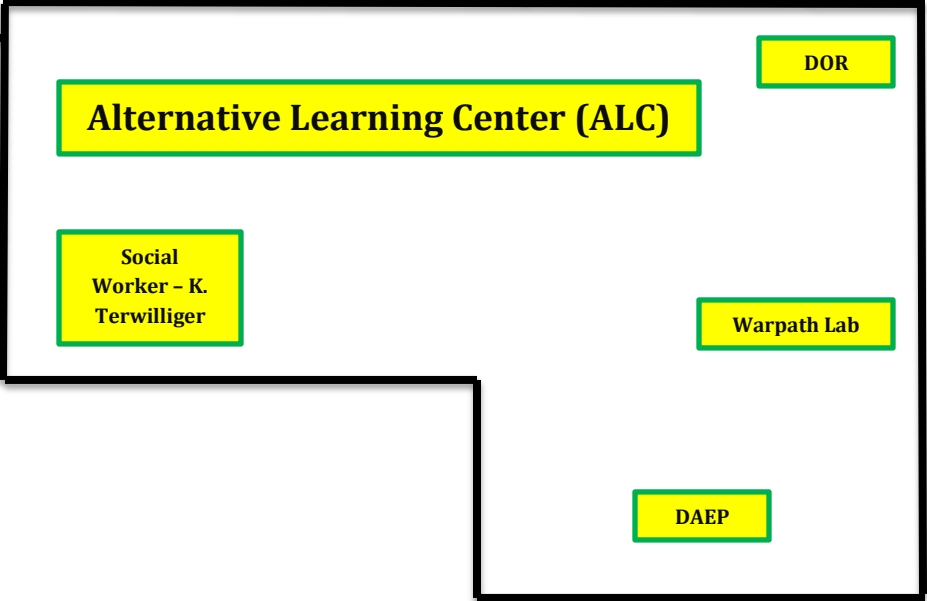 DOR
Alternative Learning Center (ALC)
Social
Worker – K.
Terwilliger
Warpath Lab
DAEP